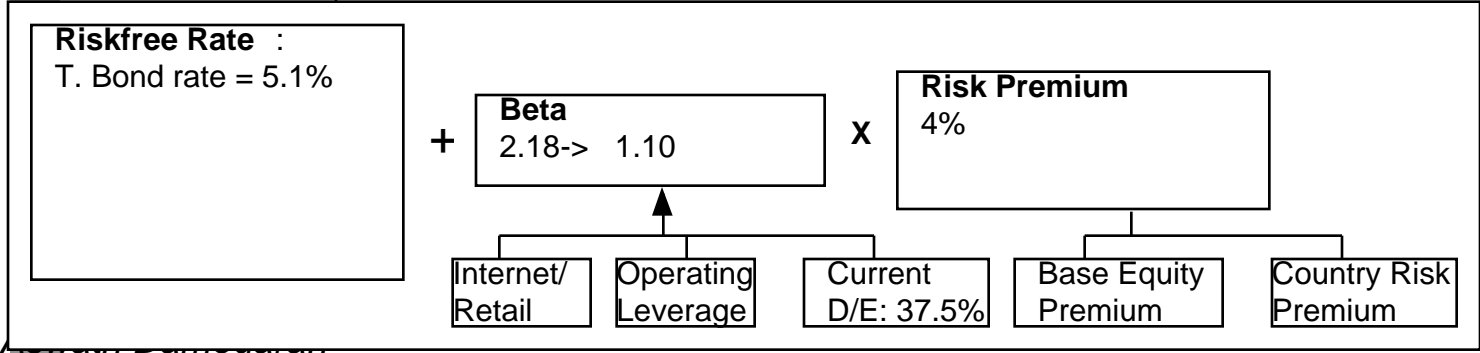 Riskfree Rate :
T. Bond rate = 5.1%
+
Beta
2.18-> 1.10
X
Risk Premium
4%
Internet/
Retail
Operating
Leverage
Current
D/E: 37.5%
Base Equity
Premium
Country Risk
Premium